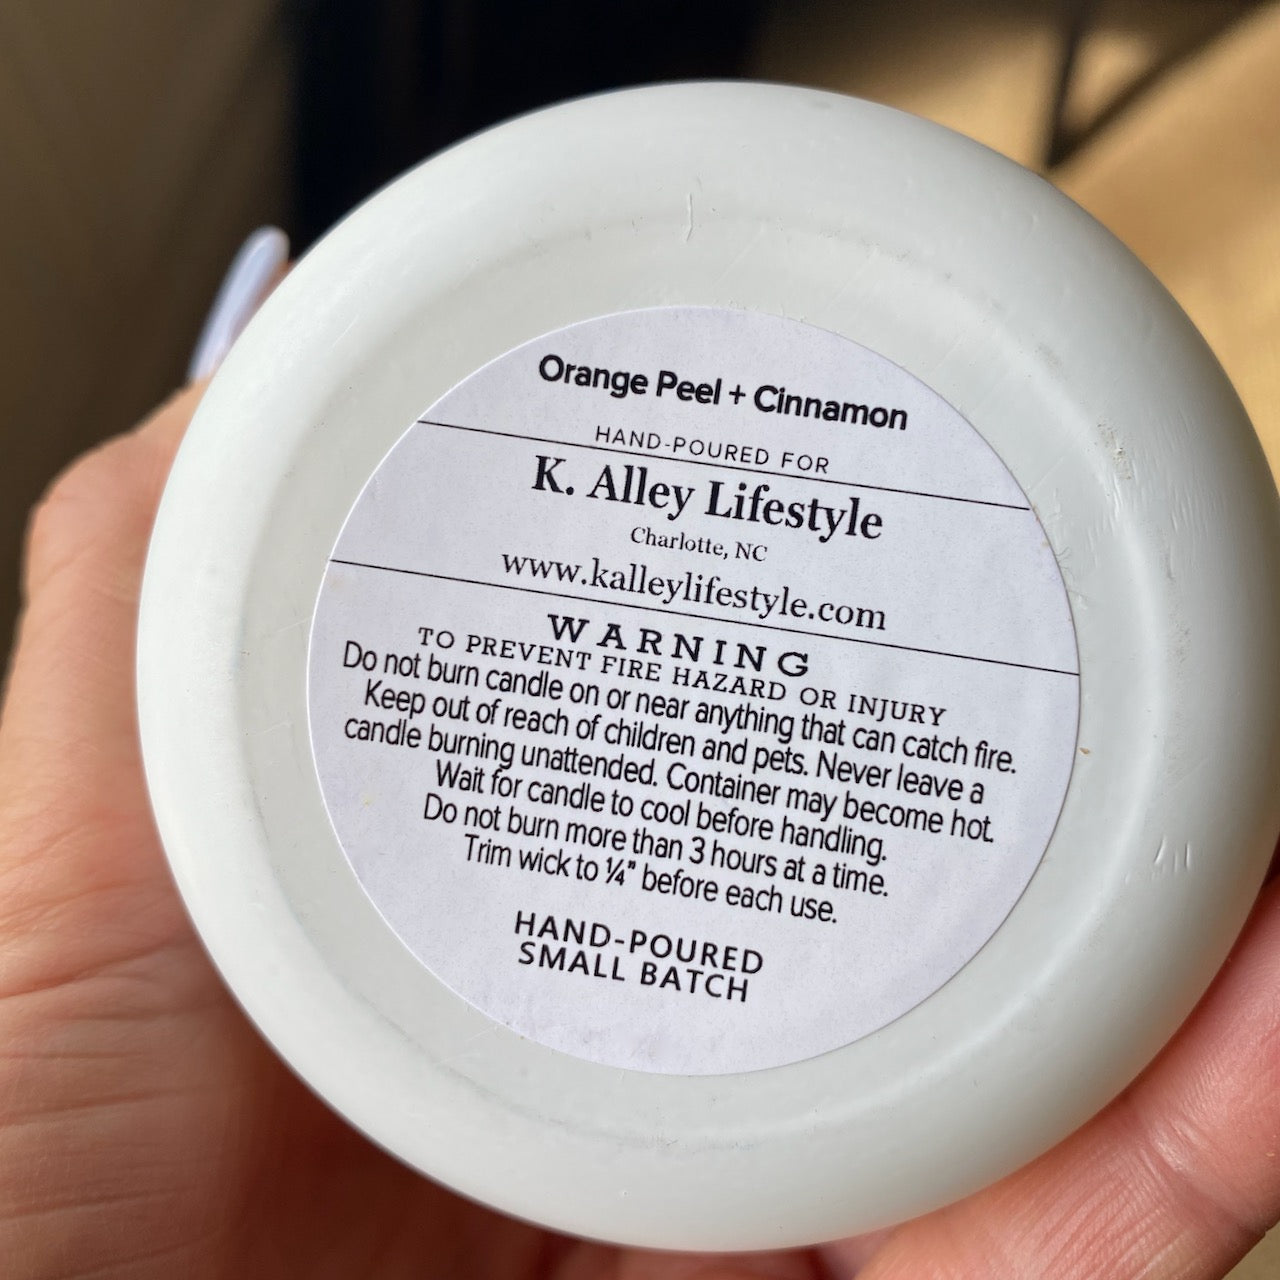 Orange Peel + Cinnamon
HAND-POURED FOR
K. Alley Lifestyle
Charlotte, NC
www.kalleylifestyle.com
WARNING
TO PREVENT FIRE HAZARD OR INJURY
Do not burn candle on or near anything that can catch fire.
Keep out of reach of children and pets. Never leave a
candle burning unattended. Container may become hot.
Wait for candle to cool before handling.
Do not burn more than 3 hours at a time.
Trim wick to ¼" before each use.
HAND-POURED
SMALL BATCH